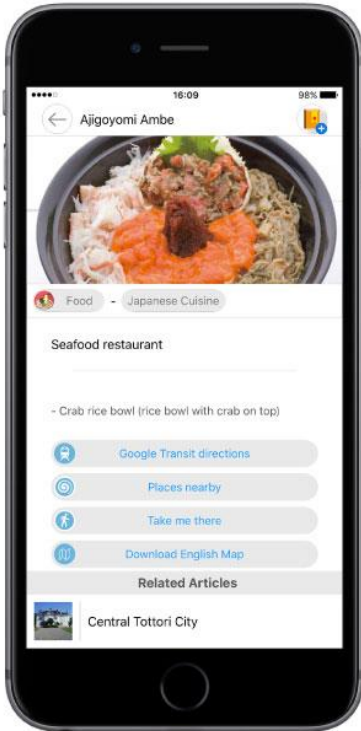 16:09
98%
Ajigoyomi Ambe
Food - Japanese Cuisine
Seafood restaurant
- Crab rice bowl (rice bowl with crab on top)
Google Transit directions
Places nearby
Take me there
Download English Map
Related Articles
Central Tottori City